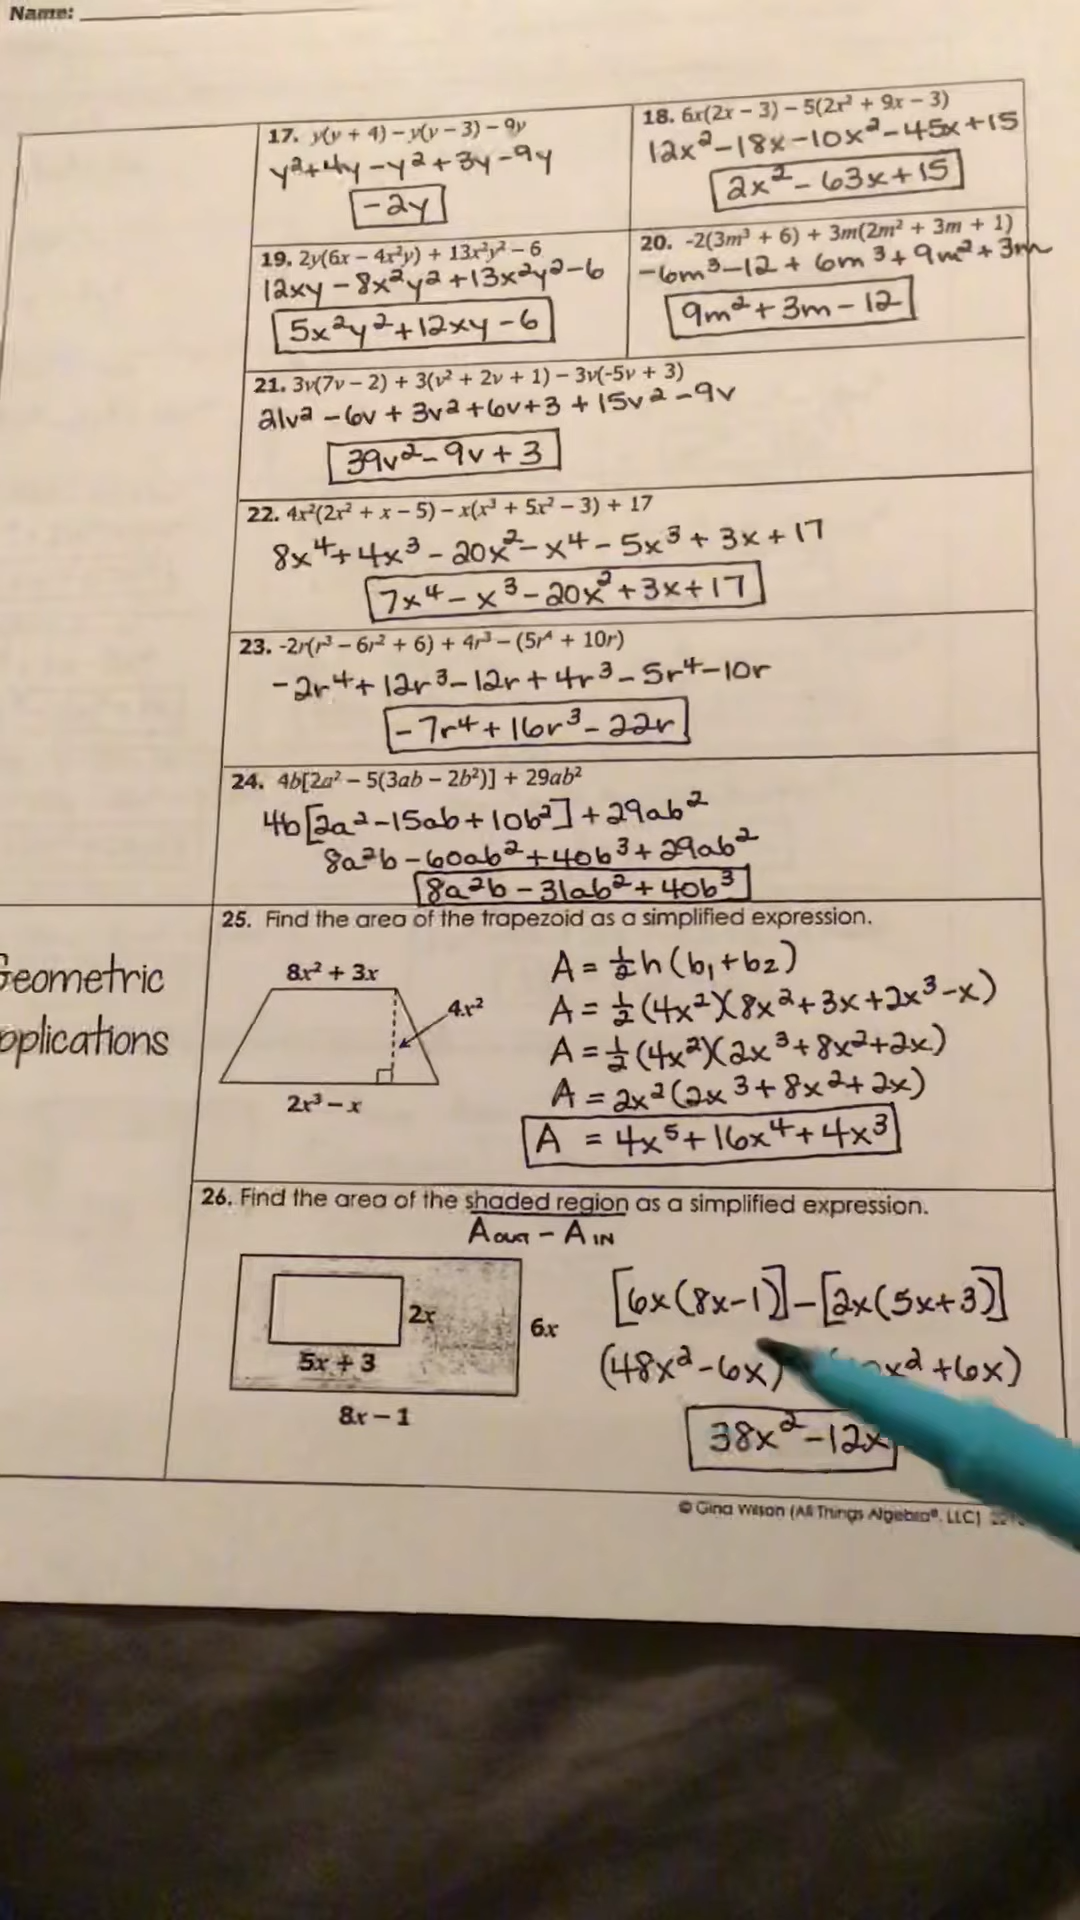 Name:
17. y(y + 4) – y(y – 3) – 9y
y²+4y–y²+3y–9y
-2y
18. 6x(2x – 3) – 5(2x² + 9x – 3)
12x²-18x-10x²-45x+15
2x²-63x+15
19. 2y(6x – 4x²y) + 13x²y² – 6
12xy-8x²y²+13x²y²-6
5x²y²+12xy-6
20. -2(3m³ + 6) + 3m(2m² + 3m + 1)
-6m³-12+6m³+9m²+3m
9m²+3m-12
21. 3v(7v – 2) + 3(v² + 2v + 1) – 3v(-5v + 3)
21v²-6v+3v²+6v+3+15v²-9v
39v²-9v+3
22. 4x²(2x² + x – 5) – x(x³ + 5x² – 3) + 17
8x⁴+4x³-20x²-x⁴-5x³+3x+17
7x⁴-x³-20x²+3x+17
23. -2r(r³ – 6r² + 6) + 4r³ – (5r⁴ + 10r)
-2r⁴+12r³-12r+4r³-5r⁴-10r
-7r⁴+16r³-22r
24. 4b[2a² – 5(3ab – 2b²)] + 29ab²
4b[2a²-15ab+10b²]+29ab²
8a²b-60ab²+40b³+29ab²
8a²b-31ab²+40b³
25. Find the area of the trapezoid as a simplified expression.
8x² + 3x
4x²
2x³ – x
A = ½h(b₁+b₂)
A = ½(4x²)(8x²+3x+2x³-x)
A = ½(4x²)(2x³+8x²+2x)
A = 2x²(2x³+8x²+2x)
A = 4x⁵+16x⁴+4x³
26. Find the area of the shaded region as a simplified expression.
A OUT - A IN
2x
5x + 3
6x
8x – 1
[6x(8x-1)]-[2x(5x+3)]
(48x²-6x) x²+6x)
38x²-12x
© Gina Wilson (All Things Algebra®, LLC)